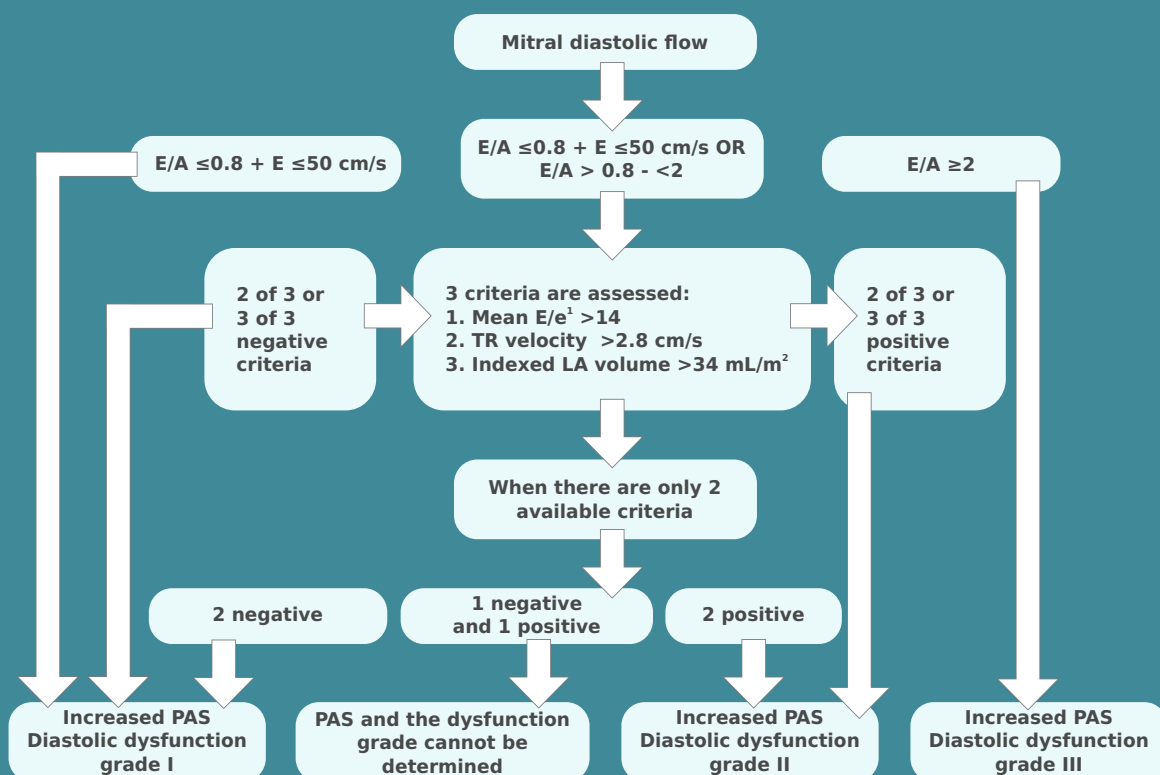 Mitral diastolic flow
E/A ≤0.8 + E ≤50 cm/s
E/A ≤0.8 + E ≤50 cm/s OR
E/A > 0.8 - <2
E/A ≥2
2 of 3 or
3 of 3
negative
criteria
3 criteria are assessed:
1. Mean E/e¹ >14
2. TR velocity >2.8 cm/s
3. Indexed LA volume >34 mL/m²
2 of 3 or
3 of 3
positive
criteria
When there are only 2
available criteria
2 negative
1 negative
and 1 positive
2 positive
Increased PAS
Diastolic dysfunction
grade I
PAS and the dysfunction
grade cannot be
determined
Increased PAS
Diastolic dysfunction
grade II
Increased PAS
Diastolic dysfunction
grade III